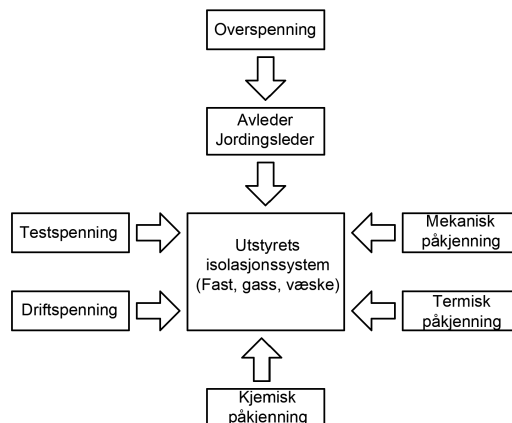 Overspenning
Avleder
Jordingsleder
Testspenning
Utstyrets
isolasjonssystem
(Fast, gass, væske)
Mekanisk
påkjenning
Driftspenning
Termisk
påkjenning
Kjemisk
påkjenning